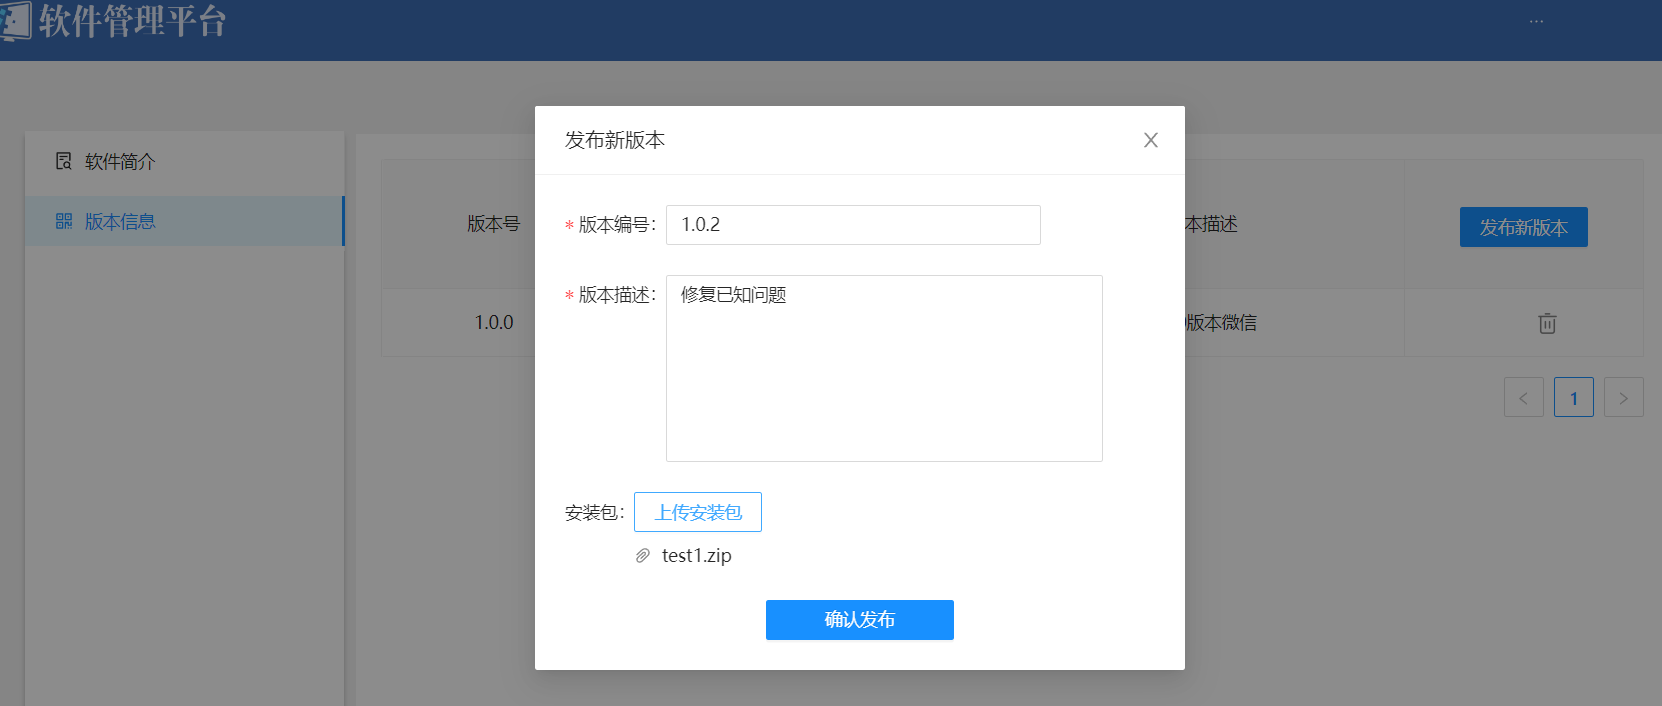 软件管理平台
···
软件简介
版本信息
版本号
本描述
发布新版本
1.0.0
版本微信
1
发布新版本
* 版本编号：
1.0.2
* 版本描述：
修复已知问题
安装包：
上传安装包
test1.zip
确认发布